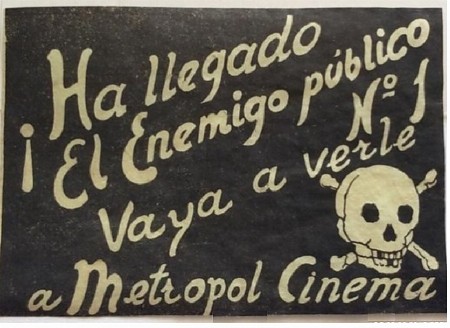 ¡Ha llegado
El Enemigo público
Nº 1
Vaya a verle
a Metropol Cinema